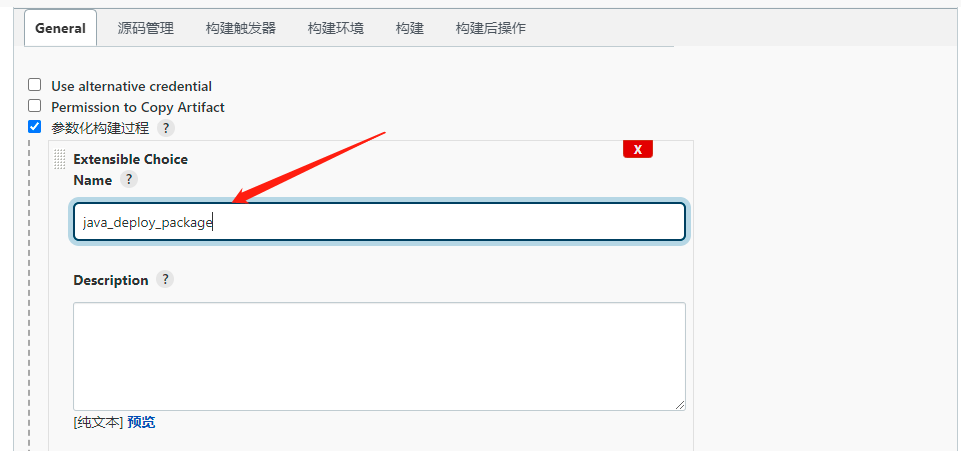 General 源码管理 构建触发器 构建环境 构建 构建后操作
Use alternative credential
Permission to Copy Artifact
参数化构建过程 ?
X
Extensible Choice
Name ?
java_deploy_package
Description ?
[纯文本] 预览